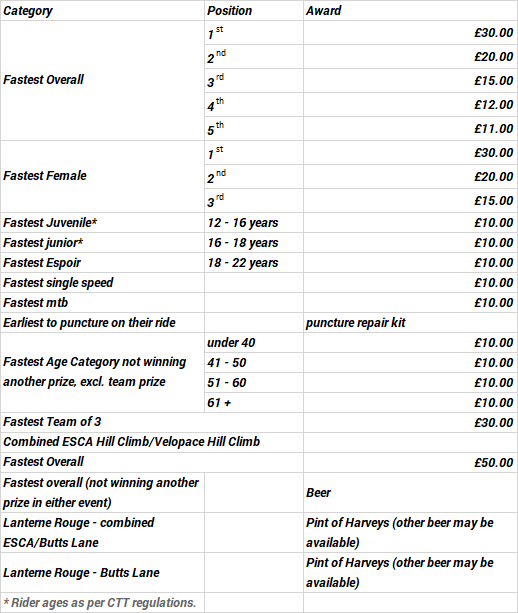 Category Position Award
Fastest Overall
1st £30.00
2nd £20.00
3rd £15.00
4th £12.00
5th £11.00
Fastest Female
1st £30.00
2nd £20.00
3rd £15.00
Fastest Juvenile* 12 - 16 years £10.00
Fastest junior* 16 - 18 years £10.00
Fastest Espoir 18 - 22 years £10.00
Fastest single speed £10.00
Fastest mtb £10.00
Earliest to puncture on their ride puncture repair kit
Fastest Age Category not winning
another prize, excl. team prize
under 40 £10.00
41 - 50 £10.00
51 - 60 £10.00
61 + £10.00
Fastest Team of 3 £30.00
Combined ESCA Hill Climb/Velopace Hill Climb
Fastest Overall £50.00
Fastest overall (not winning another
prize in either event)
Beer
Lanterne Rouge - combined
ESCA/Butts Lane
Pint of Harveys (other beer may be
available)
Lanterne Rouge - Butts Lane
Pint of Harveys (other beer may be
available)
* Rider ages as per CTT regulations.